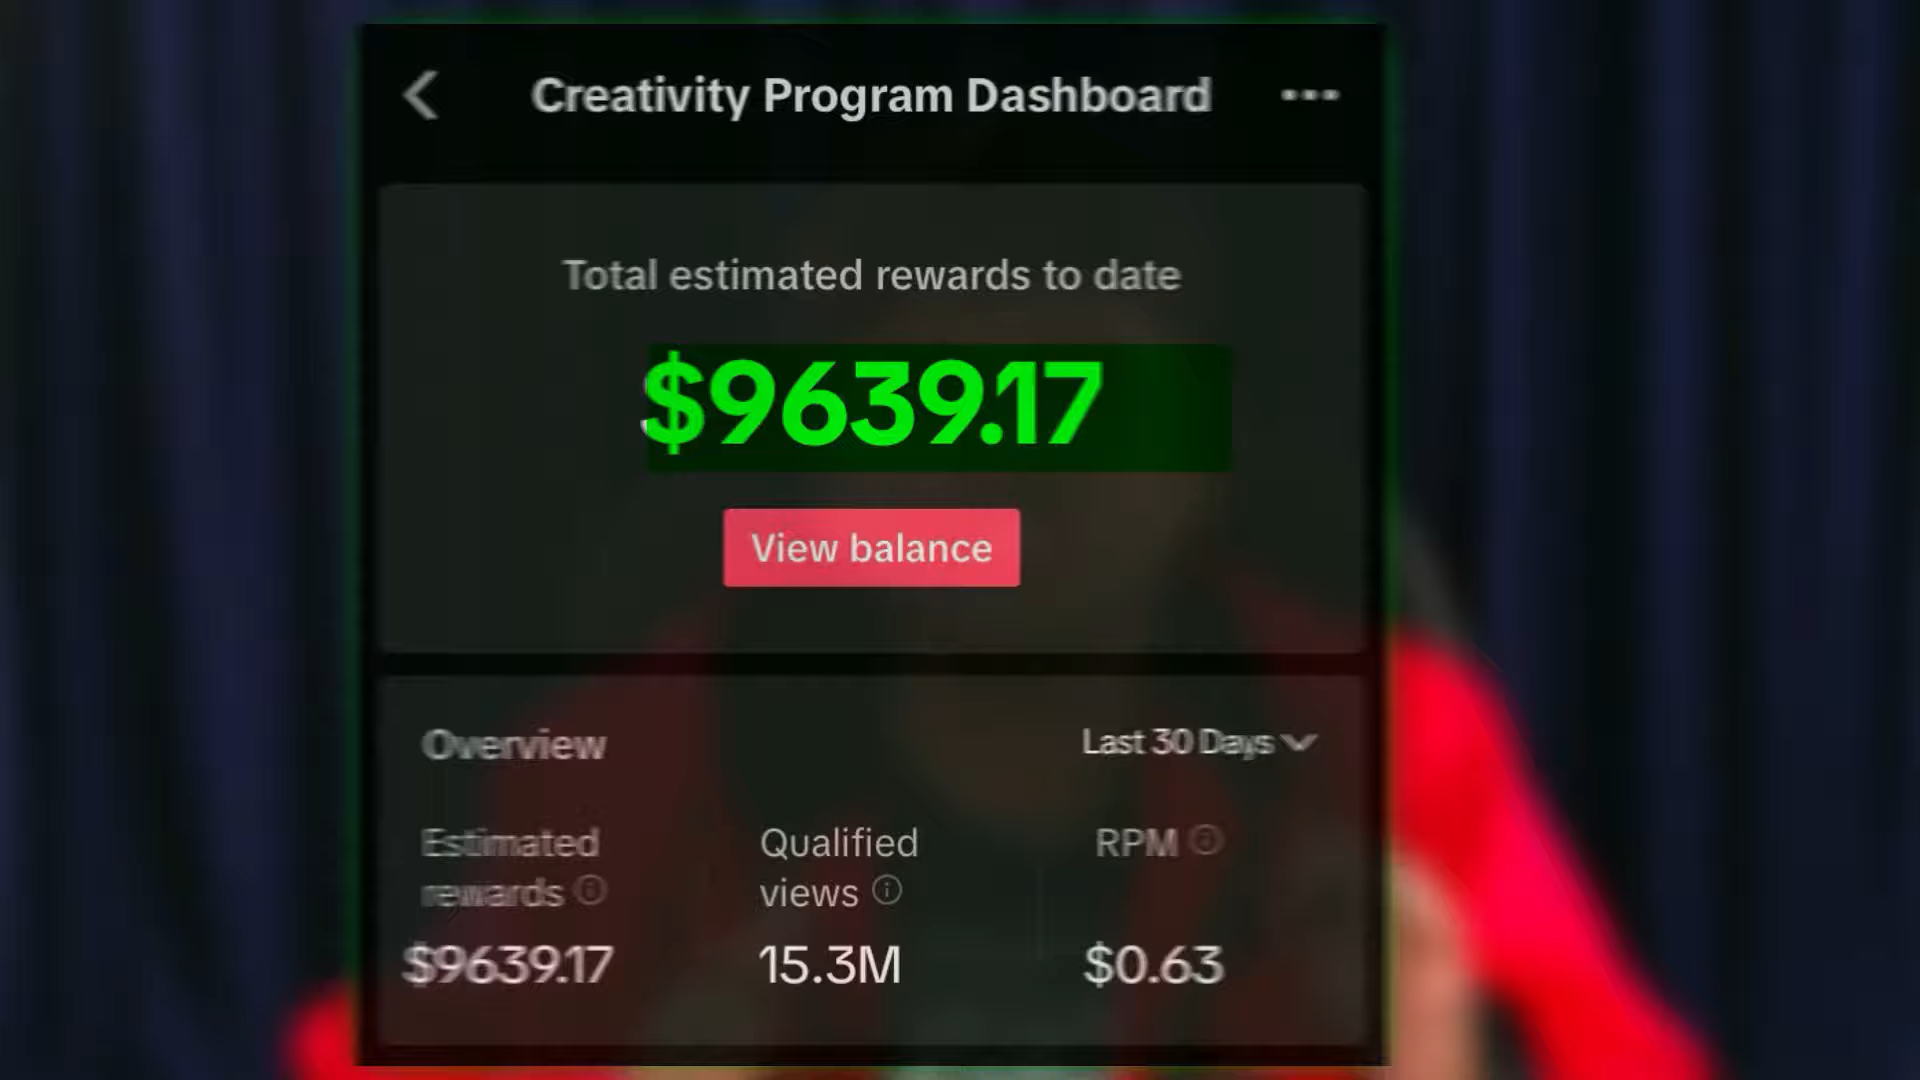 Creativity Program Dashboard
Total estimated rewards to date
$9639.17
View balance
Overview
Last 30 Days
Estimated rewards
Qualified views
RPM
$9639.17
15.3M
$0.63